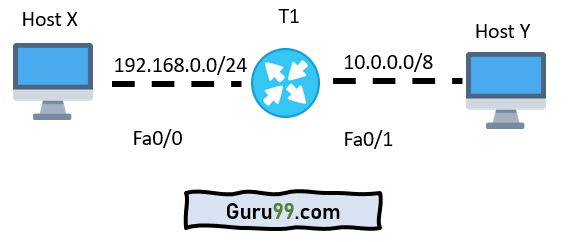 T1
Host X
Host Y
192.168.0.0/24
10.0.0.0/8
Fa0/0
Fa0/1
Guru99.com